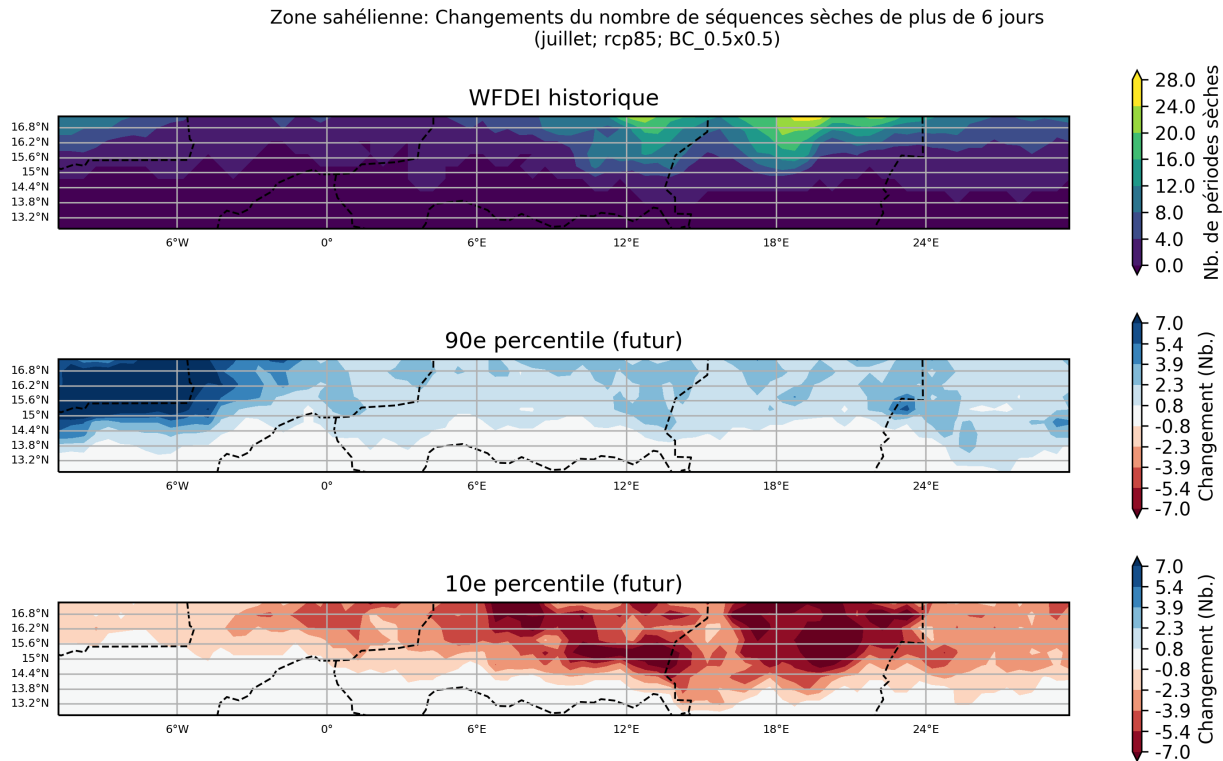 Zone sahélienne: Changements du nombre de séquences sèches de plus de 6 jours
(juillet; rcp85; BC_0.5x0.5)
WFDEI historique
16.8°N
16.2°N
15.6°N
15°N
14.4°N
13.8°N
13.2°N
6°W 0° 6°E 12°E 18°E 24°E
28.0
24.0
20.0
16.0
12.0
8.0
4.0
0.0
Nb. de périodes sèches
90e percentile (futur)
16.8°N
16.2°N
15.6°N
15°N
14.4°N
13.8°N
13.2°N
6°W 0° 6°E 12°E 18°E 24°E
7.0
5.4
3.9
2.3
0.8
-0.8
-2.3
-3.9
-5.4
-7.0
Changement (Nb.)
10e percentile (futur)
16.8°N
16.2°N
15.6°N
15°N
14.4°N
13.8°N
13.2°N
6°W 0° 6°E 12°E 18°E 24°E
7.0
5.4
3.9
2.3
0.8
-0.8
-2.3
-3.9
-5.4
-7.0
Changement (Nb.)